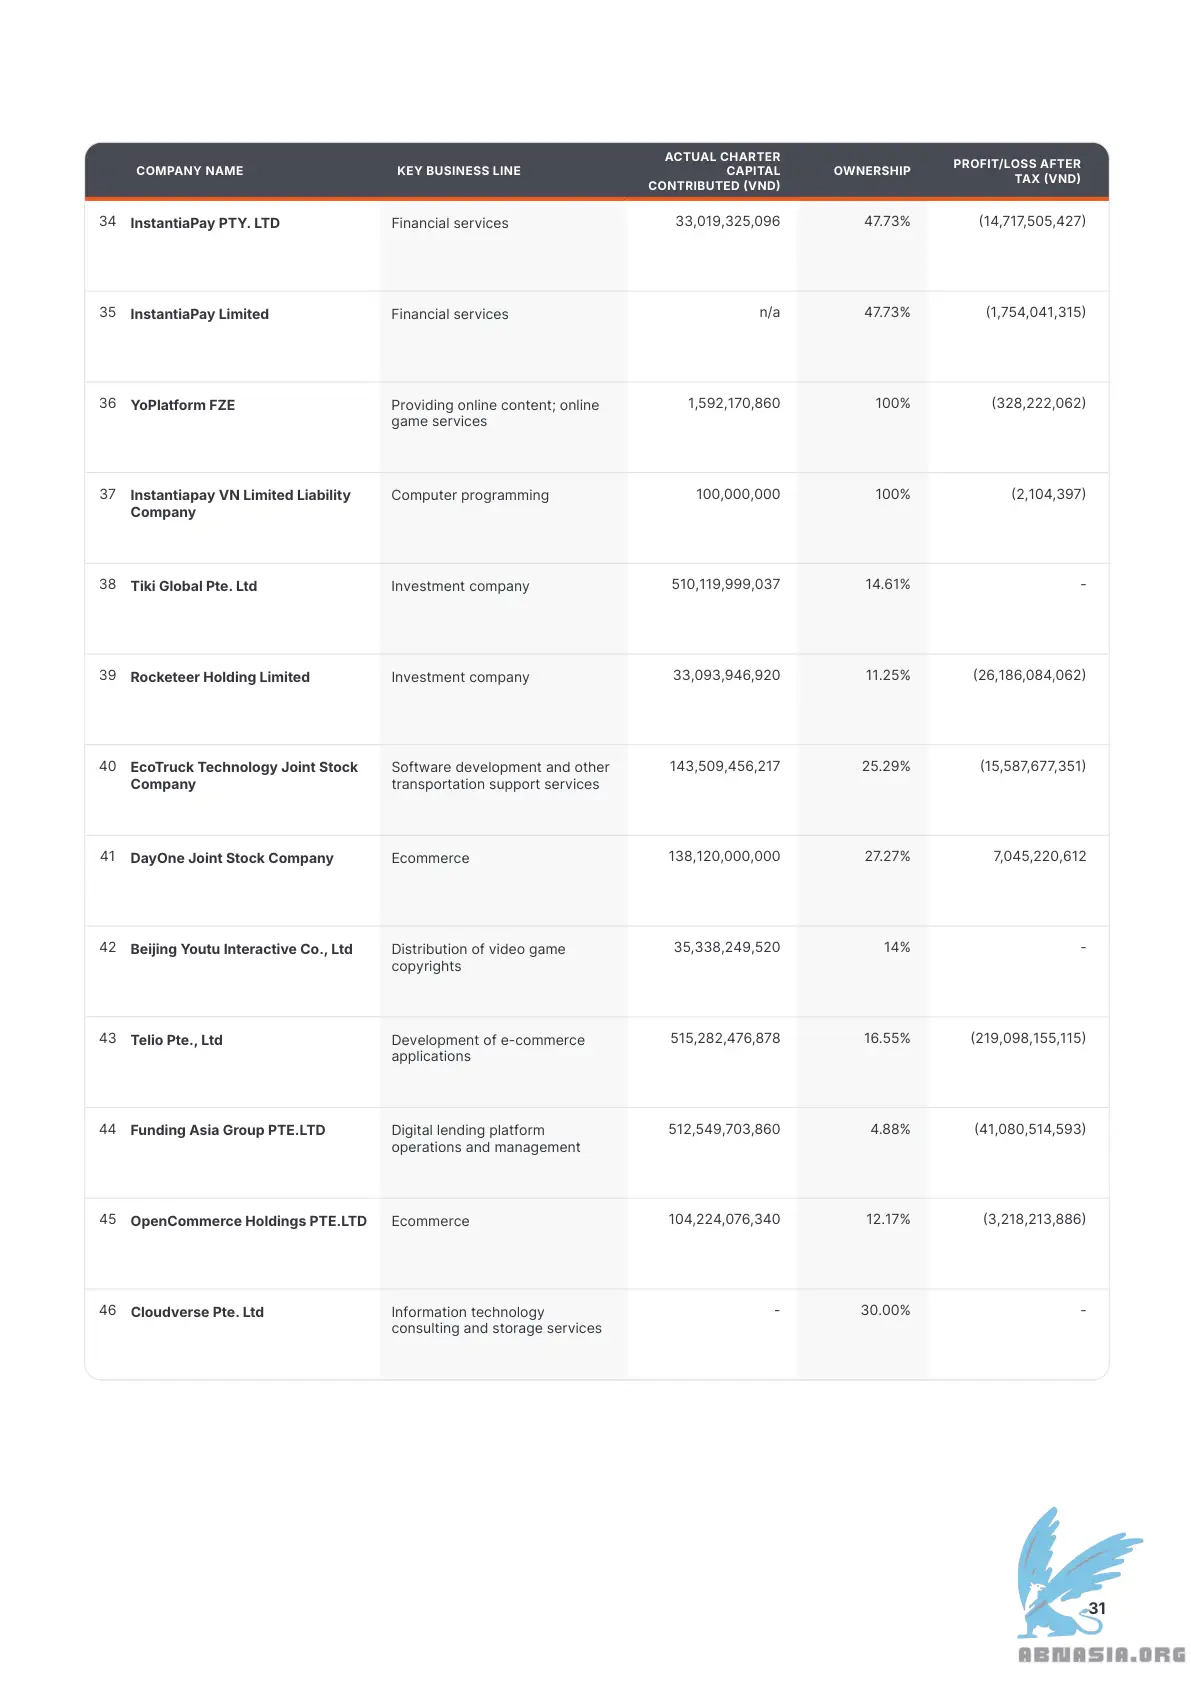 COMPANY NAME KEY BUSINESS LINE ACTUAL CHARTER CAPITAL CONTRIBUTED (VND) OWNERSHIP PROFIT/LOSS AFTER TAX (VND)
34 InstantiaPay PTY. LTD Financial services 33,019,325,096 47.73% (14,717,505,427)
35 InstantiaPay Limited Financial services n/a 47.73% (1,754,041,315)
36 YoPlatform FZE Providing online content; online 1,592,170,860 100% (328,222,062)
game services
37 Instantiapay VN Limited Liability Computer programming 100,000,000 100% (2,104,397)
Company
38 Tiki Global Pte. Ltd Investment company 510,119,999,037 14.61% -
39 Rocketeer Holding Limited Investment company 33,093,946,920 11.25% (26,186,084,062)
40 EcoTruck Technology Joint Stock Software development and other 143,509,456,217 25.29% (15,587,677,351)
Company transportation support services
41 DayOne Joint Stock Company Ecommerce 138,120,000,000 27.27% 7,045,220,612
42 Beijing Youtu Interactive Co., Ltd Distribution of video game 35,338,249,520 14% -
copyrights
43 Telio Pte., Ltd Development of e-commerce 515,282,476,878 16.55% (219,098,155,115)
applications
44 Funding Asia Group PTE.LTD Digital lending platform 512,549,703,860 4.88% (41,080,514,593)
operations and management
45 OpenCommerce Holdings PTE.LTD Ecommerce 104,224,076,340 12.17% (3,218,213,886)
46 Cloudverse Pte. Ltd Information technology - 30.00% -
consulting and storage services
31
ABNASIA.ORG